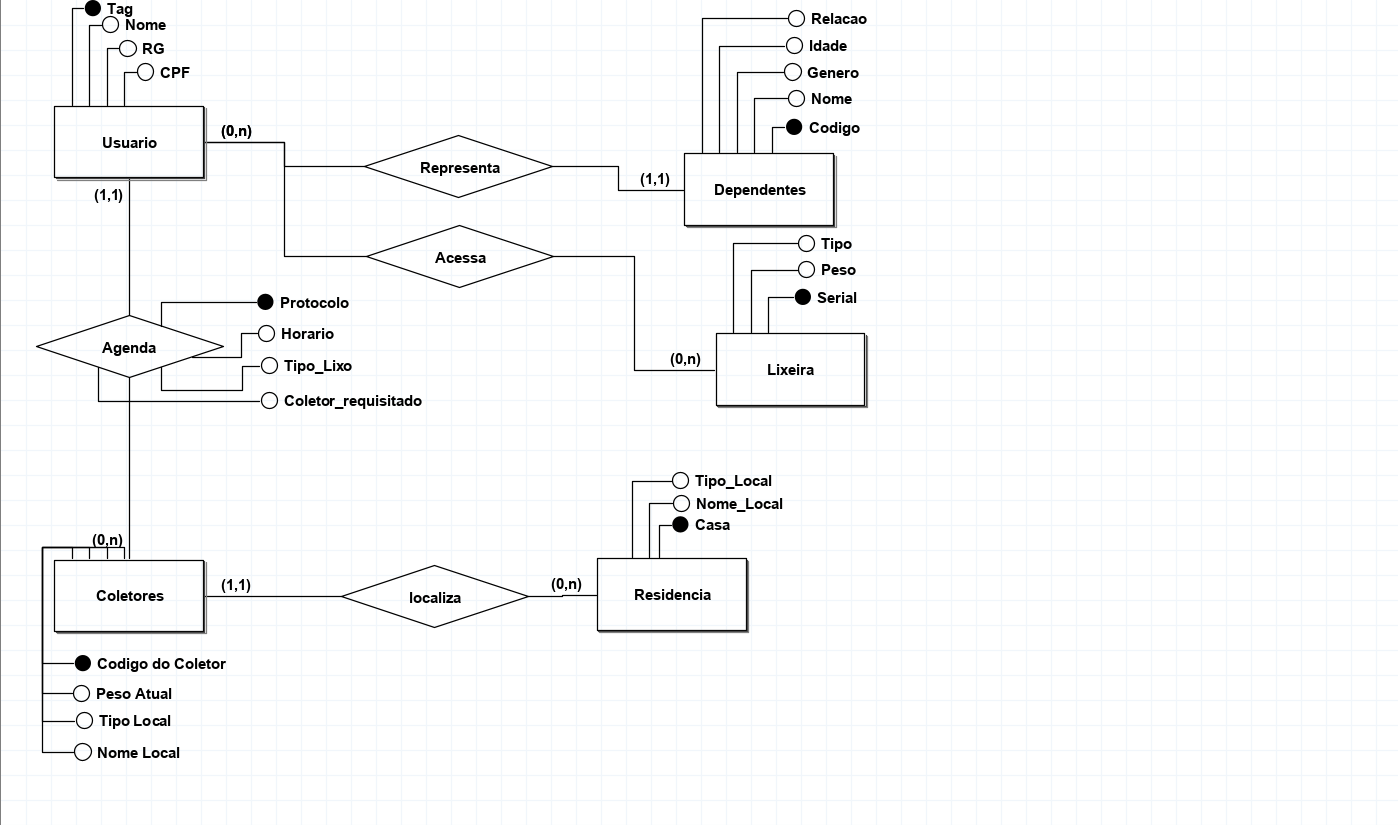 Tag
Nome
RG
CPF
Usuario
(0,n)
(1,1)
Representa
Relacao
Idade
Genero
Nome
Codigo
(1,1)
Dependentes
Acessa
Tipo
Peso
Serial
(0,n)
Lixeira
Agenda
Protocolo
Horario
Tipo_Lixo
Coletor_requisitado
(0,n)
Coletores
(1,1)
localiza
(0,n)
Tipo_Local
Nome_Local
Casa
Residencia
Codigo do Coletor
Peso Atual
Tipo Local
Nome Local